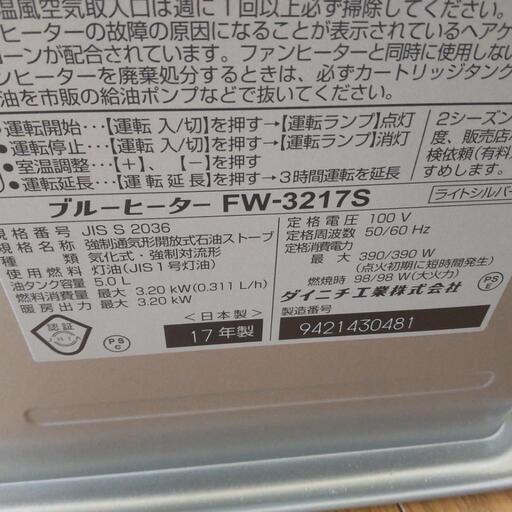 温風空気取入口は週に1回以上必ず掃除してください。
ヒーターの故障の原因になることが表示されているヘアケ
ーンが配合されています。ファンヒーターと同時に使用しない
ンヒーターを廃棄処分するときは、必ずカートリッジタンク
油を市販の給油ポンプなどで抜いてください。
●運転開始…【運転 入/切】を押す→【運転ランプ】点灯
●運転停止…【運転 入/切】を押す→【運転ランプ】消灯
●室温調整…【+】、【-】を押す
●運転延長…【運転延長】を押す→3時間運転を延長
2シーズン
度、販売店
検依頼(有料
すめします。
ブルーヒーター FW-3217S
ライトシルバー
規格番号 JIS S 2036
規格名称 強制通気形開放式石油ストーブ
種類 気化式・強制対流形
使用燃料 灯油(JIS1号灯油)
油タンク容量 5.0 L
燃料消費量 最大 3.20 kW(0.311 L/h)
暖房出力 最大 3.20 kW
定格電圧 100 V
定格周波数 50/60 Hz
定格消費電力
最大 390/390 W
(点火初期に短時間発生)
燃焼時 98/98 W(大火力)
PS
E
ダイニチ工業株式会社
認証
JHIA
PS
C
<日本製>
17年製
製造番号
9421430481
PS
C